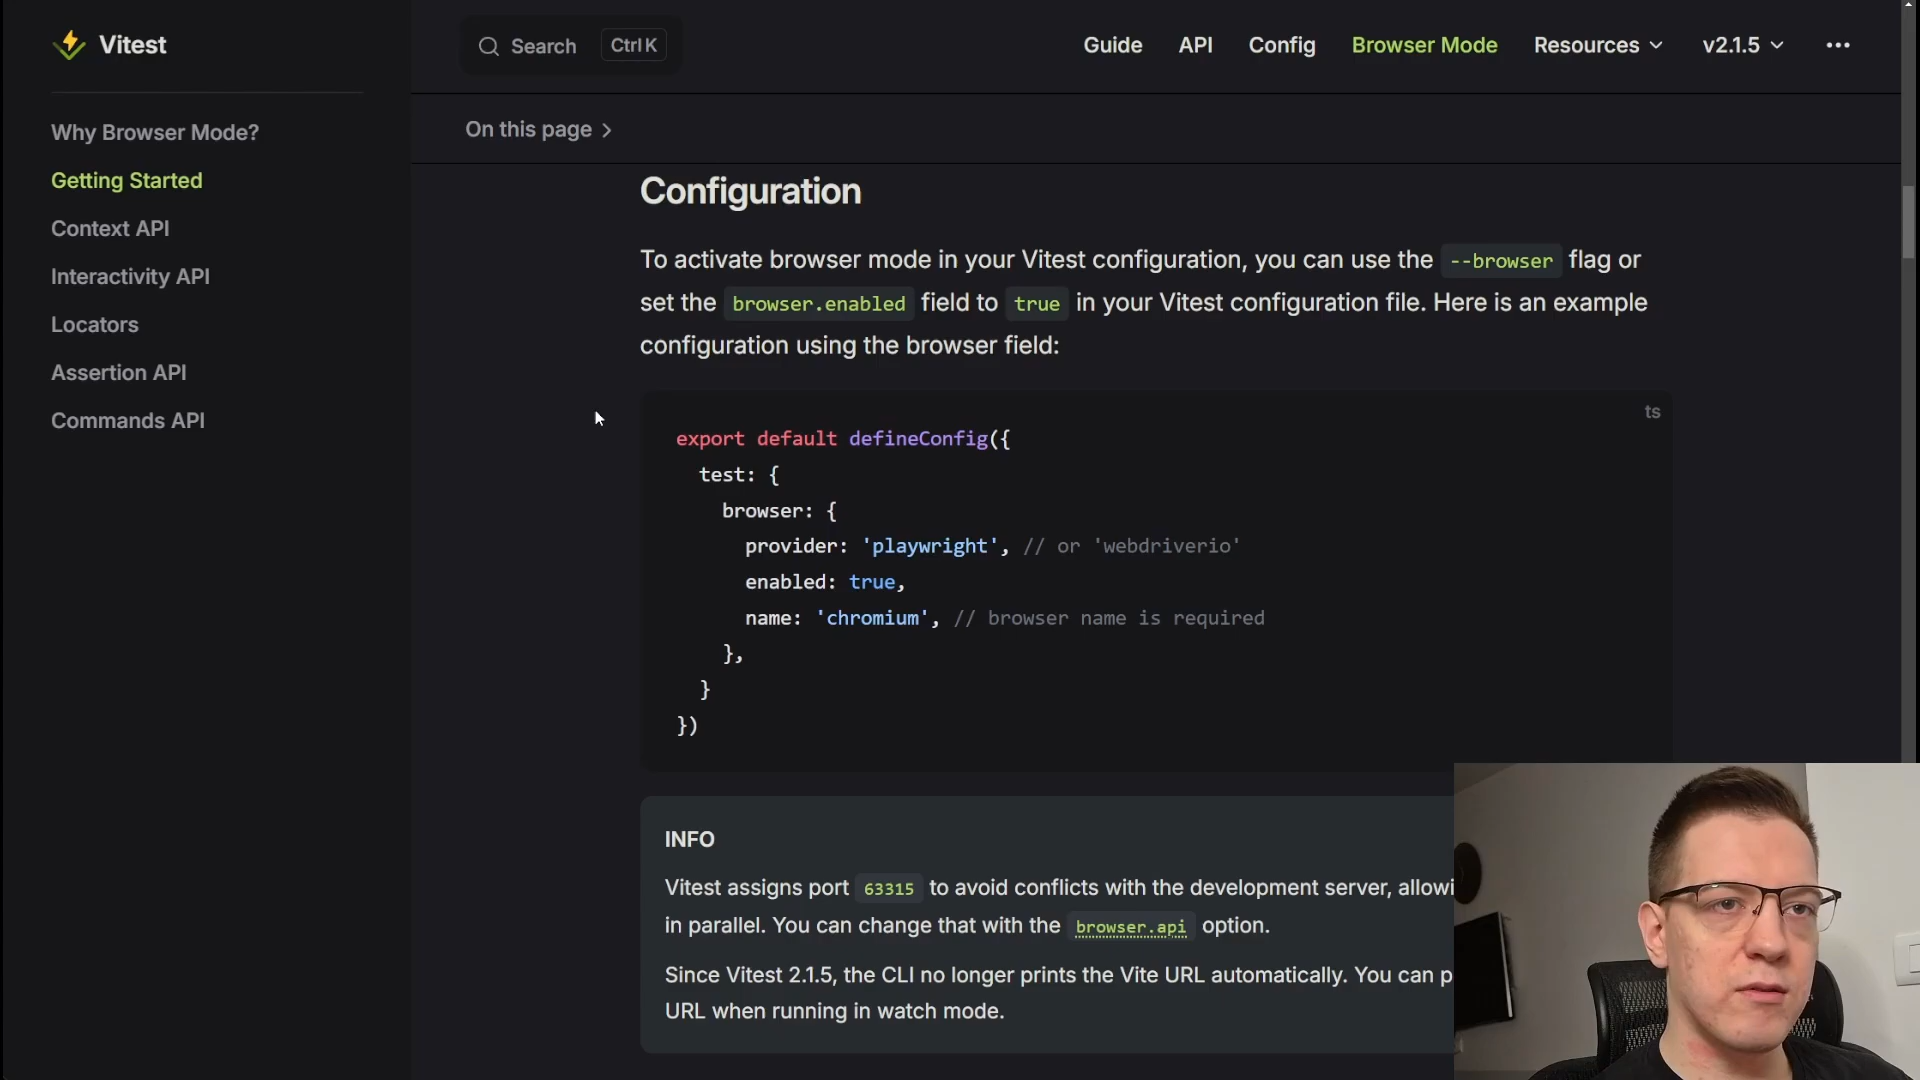 Vitest
Search Ctrl K
Guide API Config Browser Mode Resources v2.1.5
Why Browser Mode?
Getting Started
Context API
Interactivity API
Locators
Assertion API
Commands API
On this page
Configuration
To activate browser mode in your Vitest configuration, you can use the --browser flag or
set the browser.enabled field to true in your Vitest configuration file. Here is an example
configuration using the browser field:
ts
export default defineConfig({
  test: {
    browser: {
      provider: 'playwright', // or 'webdriverio'
      enabled: true,
      name: 'chromium', // browser name is required
    },
  }
})
INFO
Vitest assigns port 63315 to avoid conflicts with the development server, allowi
in parallel. You can change that with the browser.api option.
Since Vitest 2.1.5, the CLI no longer prints the Vite URL automatically. You can p
URL when running in watch mode.